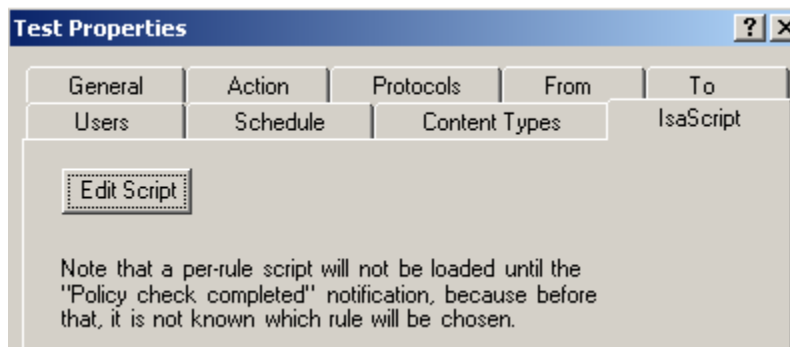 Test Properties
General Action Protocols From To
Users Schedule Content Types IsaScript
Edit Script
Note that a per-rule script will not be loaded until the
"Policy check completed" notification, because before
that, it is not known which rule will be chosen.